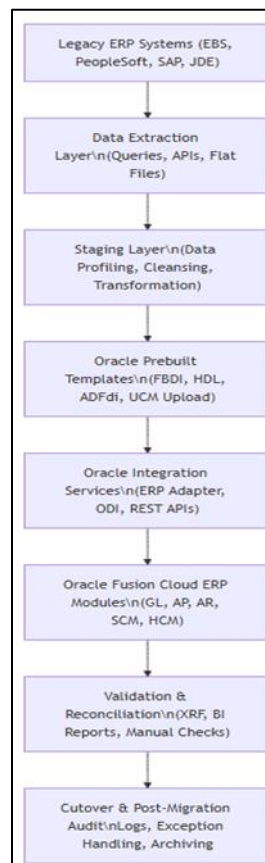 Legacy ERP Systems (EBS,
PeopleSoft, SAP, JDE)
Data Extraction
Layer\n(Queries, APIs, Flat
Files)
Staging Layer\n(Data
Profiling, Cleansing,
Transformation)
Oracle Prebuilt
Templates\n(FBDI, HDL,
ADFdi, UCM Upload)
Oracle Integration
Services\n(ERP Adapter,
ODI, REST APIs)
Oracle Fusion Cloud ERP
Modules\n(GL, AP, AR,
SCM, HCM)
Validation &
Reconciliation\n(XRF, BI
Reports, Manual Checks)
Cutover & Post-Migration
Audit\nLogs, Exception
Handling, Archiving